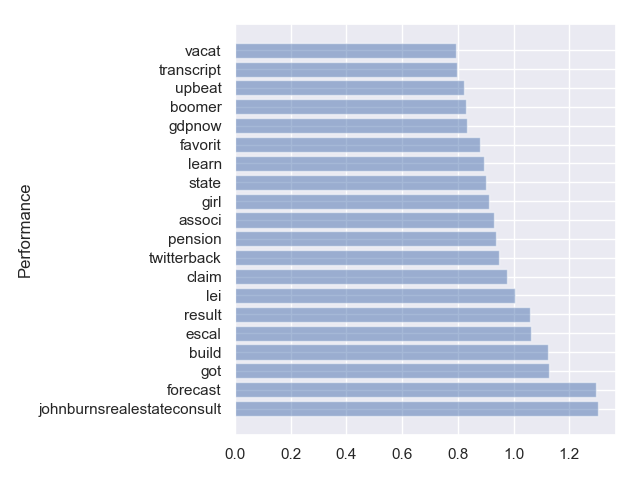 vacat
transcript
upbeat
boomer
gdpnow
favorit
learn
state
girl
associ
pension
twitterback
claim
lei
result
escal
build
got
forecast
johnburnsrealestateconsult
Performance
0.0 0.2 0.4 0.6 0.8 1.0 1.2